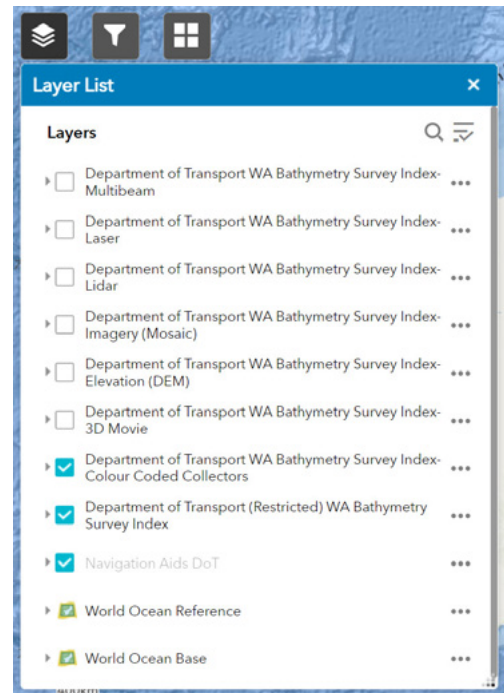 Layer List
Layers
Department of Transport WA Bathymetry Survey Index-
Multibeam
Department of Transport WA Bathymetry Survey Index-
Laser
Department of Transport WA Bathymetry Survey Index-
Lidar
Department of Transport WA Bathymetry Survey Index-
Imagery (Mosaic)
Department of Transport WA Bathymetry Survey Index-
Elevation (DEM)
Department of Transport WA Bathymetry Survey Index-
3D Movie
Department of Transport WA Bathymetry Survey Index-
Colour Coded Collectors
Department of Transport (Restricted) WA Bathymetry
Survey Index
Navigation Aids DoT
World Ocean Reference
World Ocean Base
400km